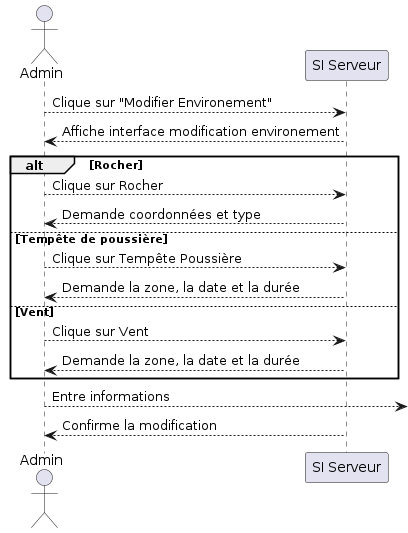 Admin
SI Serveur
Clique sur "Modifier Environement"
Affiche interface modification environement
alt [Rocher]
Clique sur Rocher
Demande coordonnées et type
[Tempête de poussière]
Clique sur Tempête Poussière
Demande la zone, la date et la durée
[Vent]
Clique sur Vent
Demande la zone, la date et la durée
Entre informations
Confirme la modification
Admin
SI Serveur